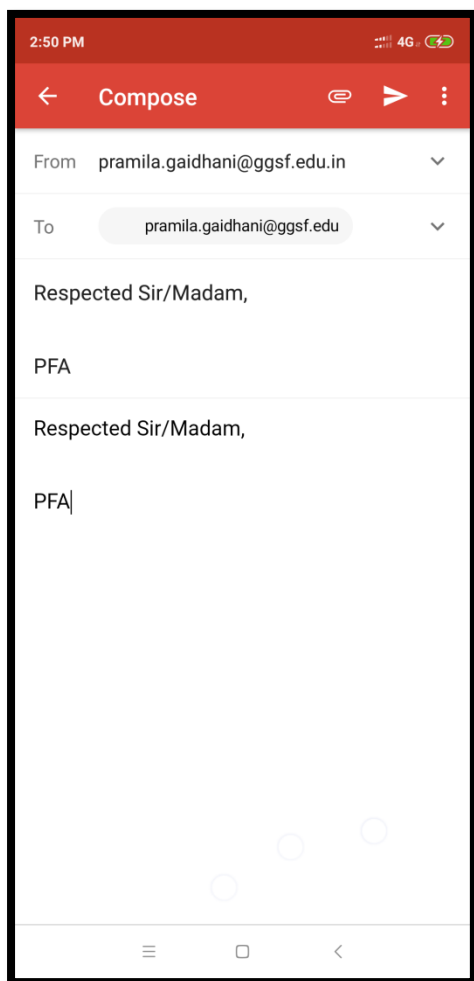 2:50 PM 4G
Compose
From pramila.gaidhani@ggsf.edu.in
To pramila.gaidhani@ggsf.edu
Respected Sir/Madam,
PFA
Respected Sir/Madam,
PFA